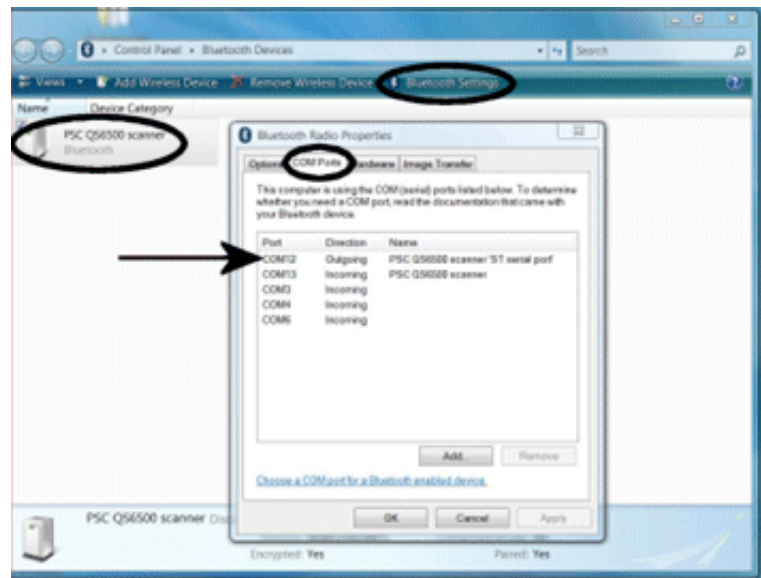 Control Panel Bluetooth Devices Search
Views Add Wireless Device Remove Wireless Device Bluetooth Settings
Name Device Category
PSC QS6500 scanner
Bluetooth
Bluetooth Radio Properties
Options COM Ports Hardware Image Transfer
This computer is using the COM (serial) ports listed below. To determine
whether you need a COM port, read the documentation that came with
your Bluetooth device.
Port Direction Name
COM12 Outgoing PSC QS6500 scanner 'ST serial port'
COM13 Incoming PSC QS6500 scanner
COM3 Incoming
COM4 Incoming
COM6 Incoming
Add... Remove
Choose a COM port for a Bluetooth enabled device.
OK Cancel Apply
PSC QS6500 scanner
Encrypted: Yes Paired: Yes